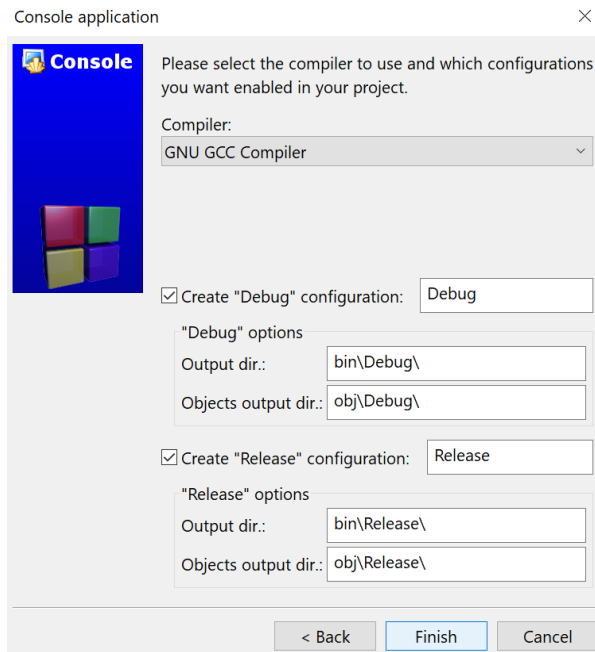 Console application
Console
Please select the compiler to use and which configurations
you want enabled in your project.
Compiler:
GNU GCC Compiler
Create "Debug" configuration: Debug
"Debug" options
Output dir.: bin\Debug\
Objects output dir.: obj\Debug\
Create "Release" configuration: Release
"Release" options
Output dir.: bin\Release\
Objects output dir.: obj\Release\
< Back Finish Cancel